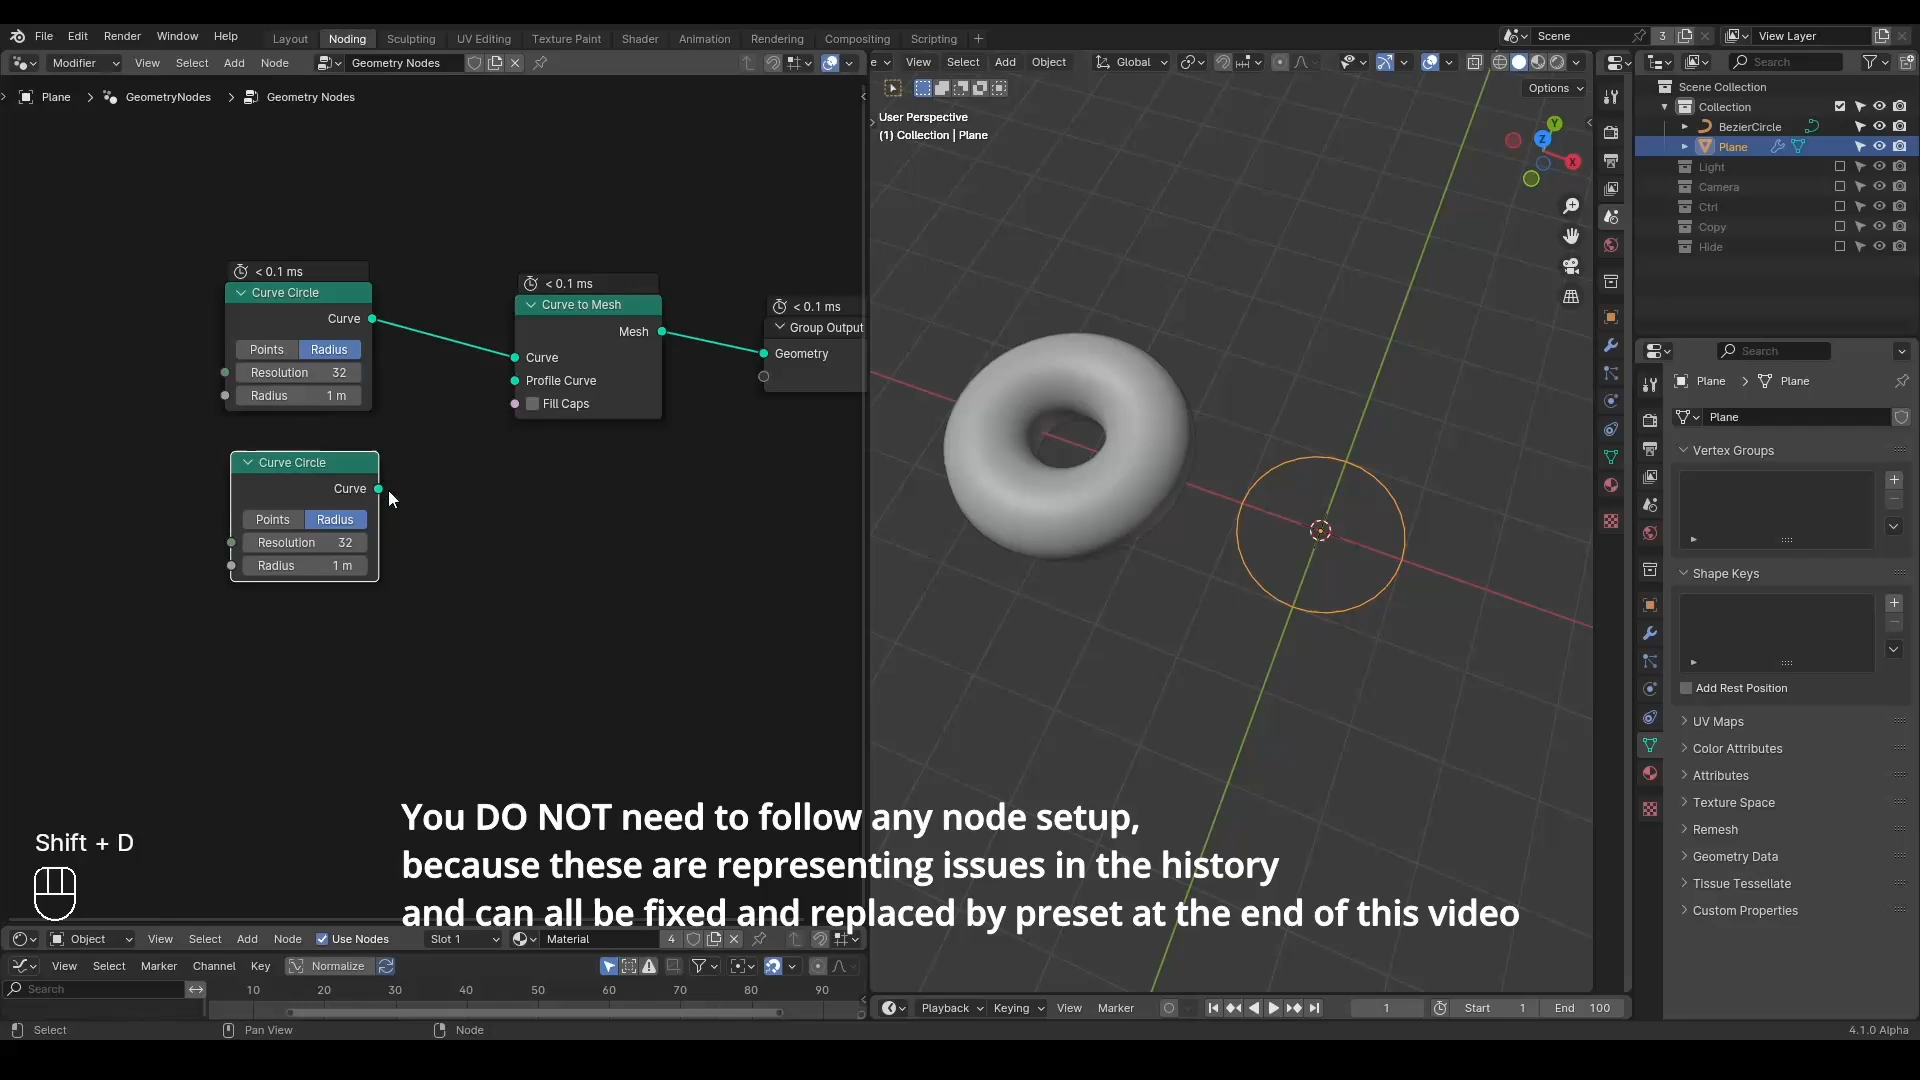 File Edit Render Window Help
Layout Noding Sculpting UV Editing Texture Paint Shader Animation Rendering Compositing Scripting +
Scene 3 View Layer
Modifier View Select Add Node Geometry Nodes
View Select Add Object Global
Search
Plane > GeometryNodes > Geometry Nodes
Options
User Perspective
(1) Collection | Plane
Y
Z
X
Scene Collection
Collection
BezierCircle
Plane
Light
Camera
Ctrl
Copy
Hide
< 0.1 ms
Curve Circle
Curve
Points Radius
Resolution 32
Radius 1 m
< 0.1 ms
Curve to Mesh
Mesh
Curve
Profile Curve
Fill Caps
< 0.1 ms
Group Output
Geometry
Curve Circle
Curve
Points Radius
Resolution 32
Radius 1 m
Search
Plane > Plane
Plane
Vertex Groups
Shape Keys
Add Rest Position
UV Maps
Color Attributes
Attributes
Texture Space
Remesh
Geometry Data
Tissue Tessellate
Custom Properties
You DO NOT need to follow any node setup,
because these are representing issues in the history
and can all be fixed and replaced by preset at the end of this video
Shift + D
Object View Select Add Node Use Nodes Slot 1 Material 4
View Select Marker Channel Key Normalize
Search
10 20 30 40 50 60 70 80 90
Playback Keying View Marker 1 Start 1 End 100
Select Pan View Node 4.1.0 Alpha